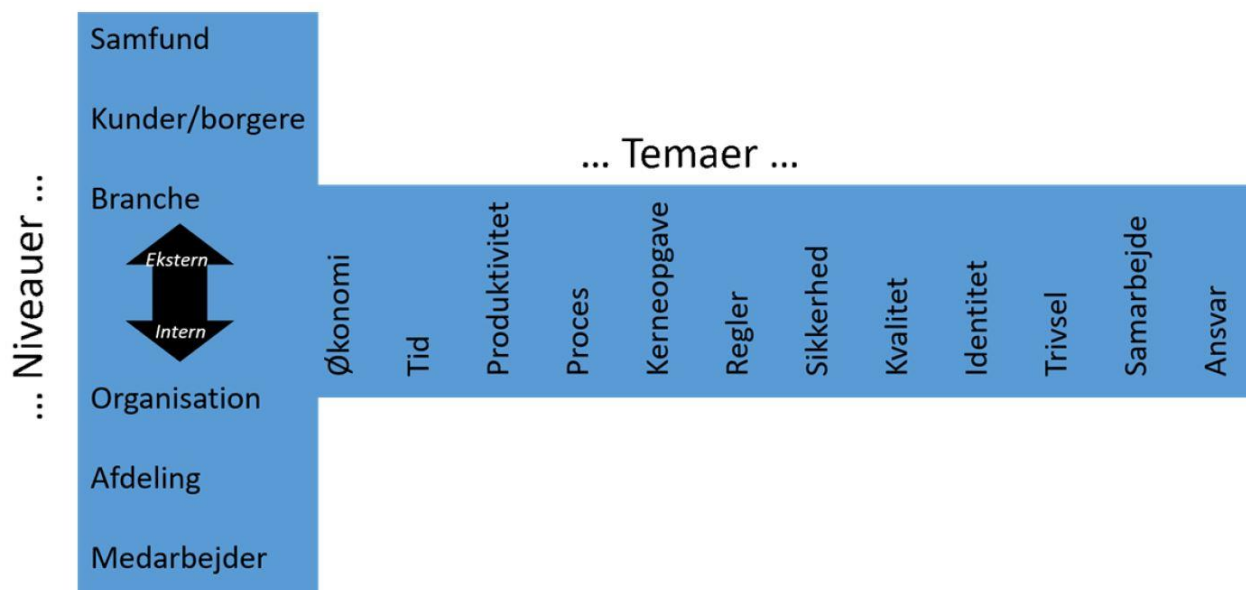 ... Niveauer ...
Samfund
Kunder/borgere
Branche
Ekstern
Intern
Organisation
Afdeling
Medarbejder
... Temaer ...
Økonomi
Tid
Produktivitet
Proces
Kerneopgave
Regler
Sikkerhed
Kvalitet
Identitet
Trivsel
Samarbejde
Ansvar